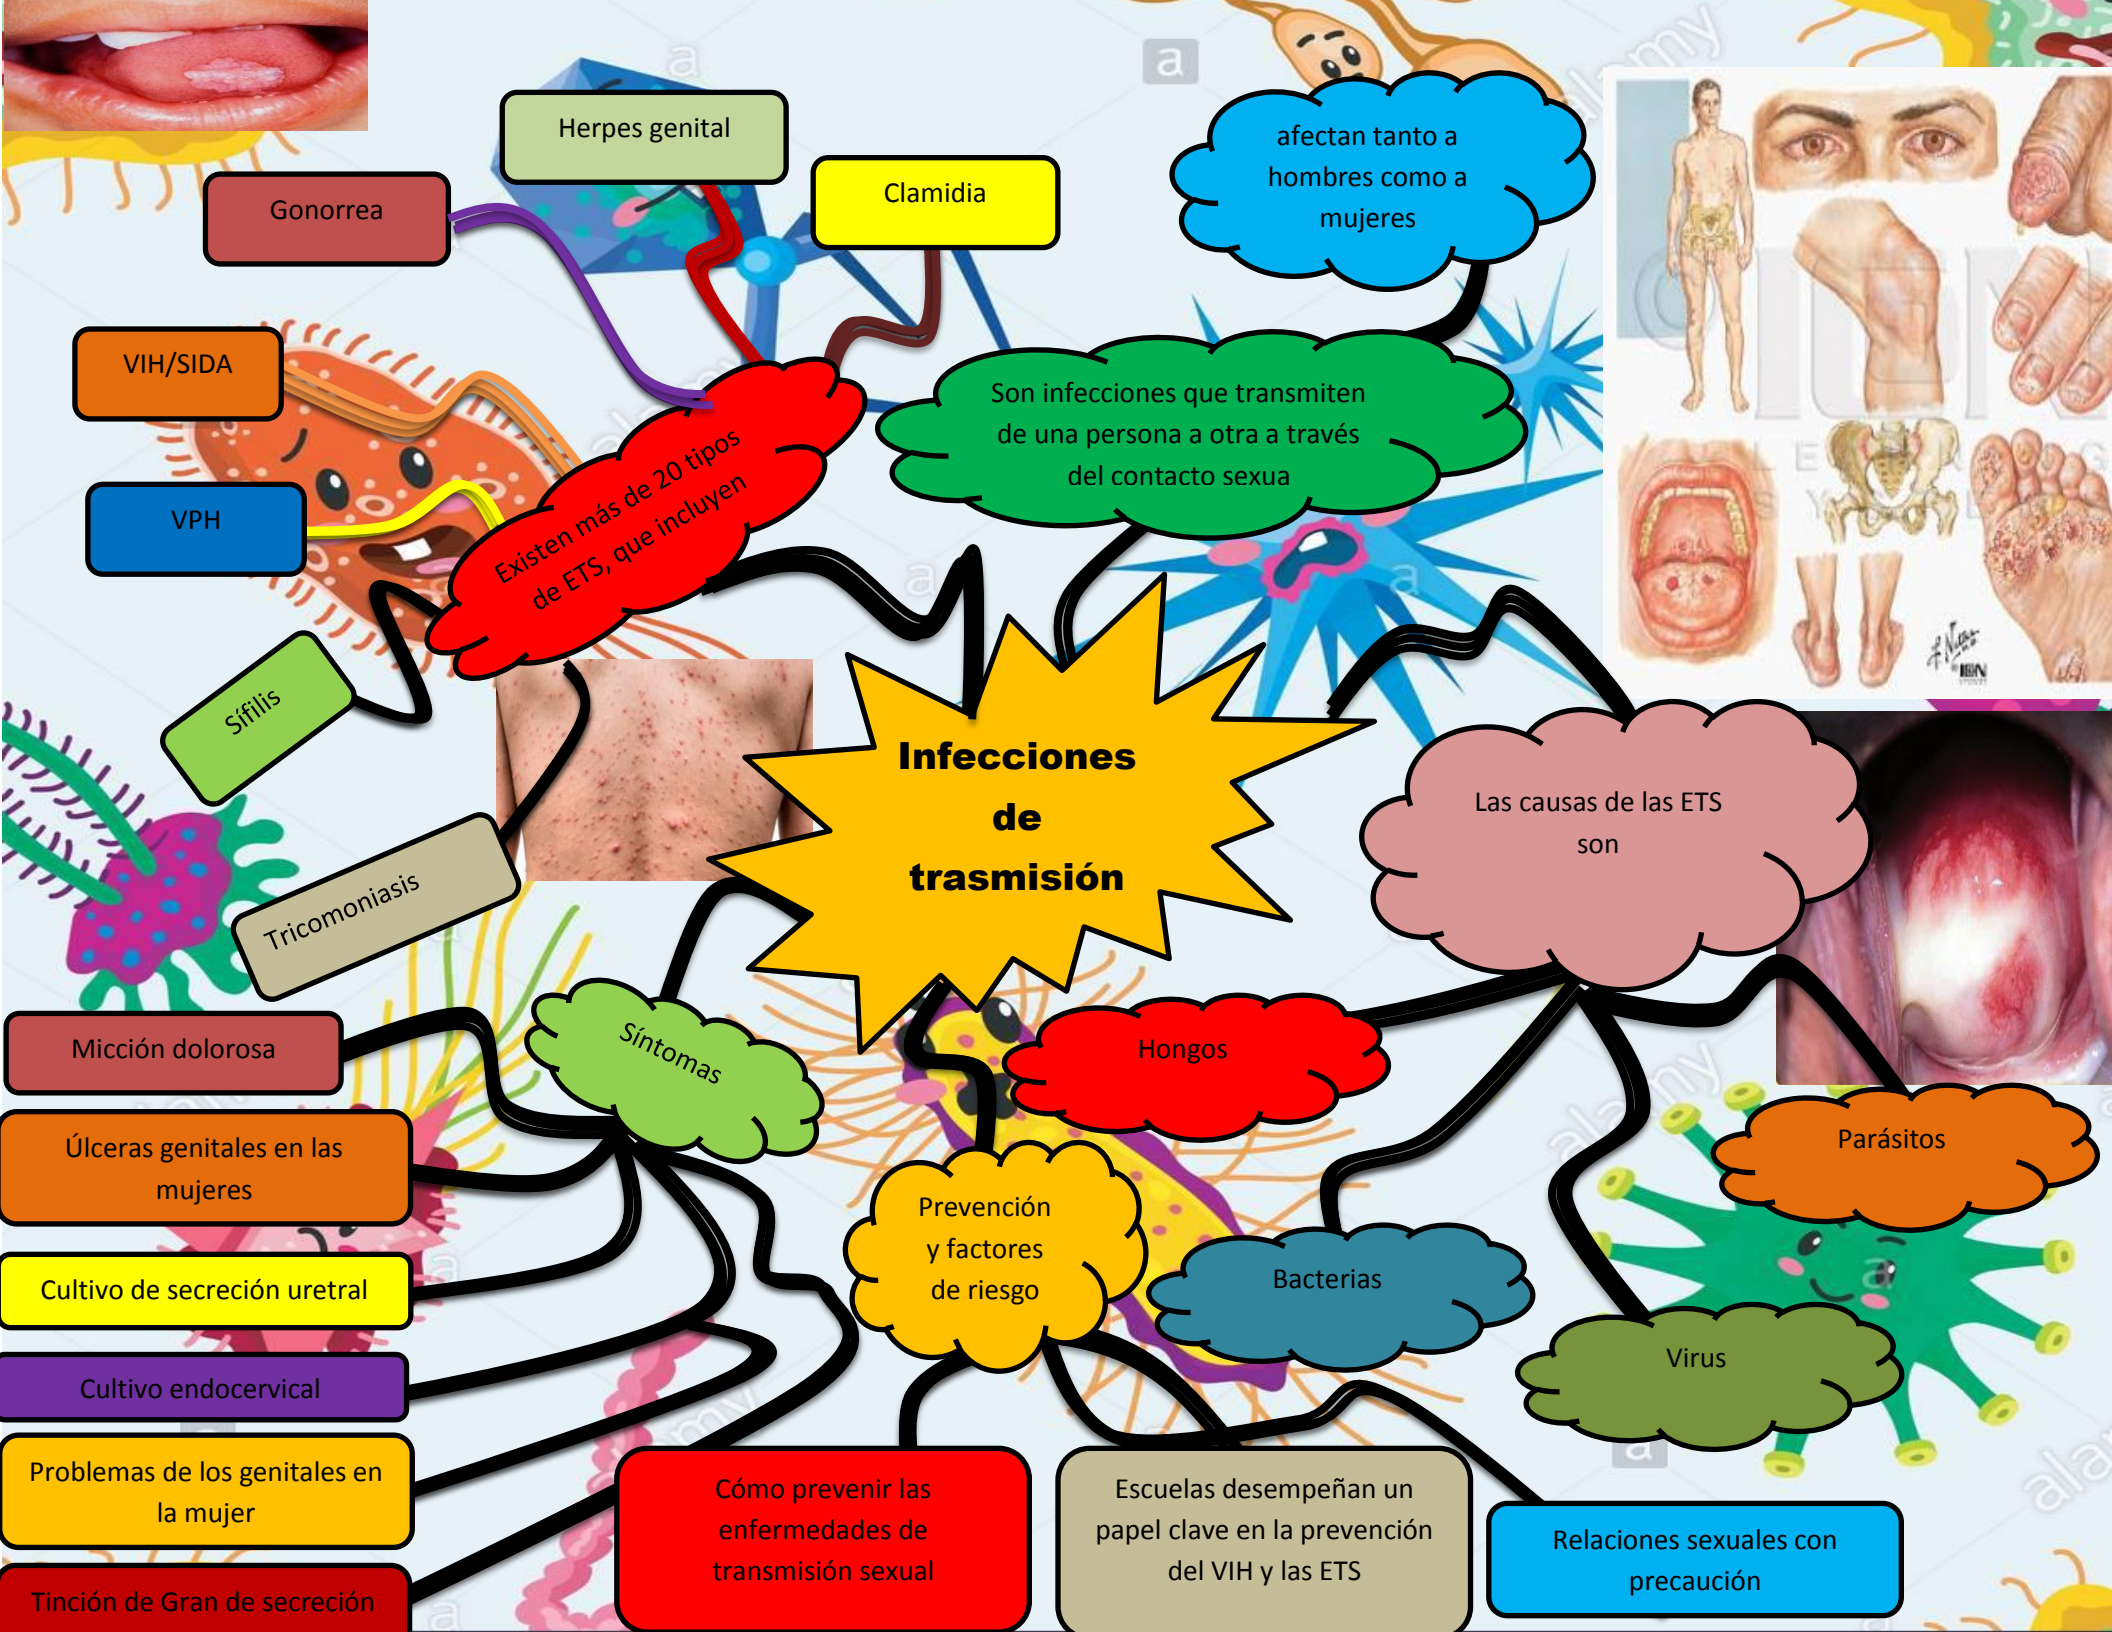 Herpes genital
Gonorrea
Clamidia
afectan tanto a
hombres como a
mujeres
VIH/SIDA
VPH
Existen más de 20 tipos
de ETS, que incluyen
Son infecciones que transmiten
de una persona a otra a través
del contacto sexua
Sífilis
Tricomoniasis
Infecciones
de
trasmisión
Las causas de las ETS
son
Síntomas
Micción dolorosa
Úlceras genitales en las
mujeres
Cultivo de secreción uretral
Cultivo endocervical
Problemas de los genitales en
la mujer
Tinción de Gran de secreción
Hongos
Parásitos
Bacterias
Virus
Prevención
y factores
de riesgo
Cómo prevenir las
enfermedades de
transmisión sexual
Escuelas desempeñan un
papel clave en la prevención
del VIH y las ETS
Relaciones sexuales con
precaución
a
alamy